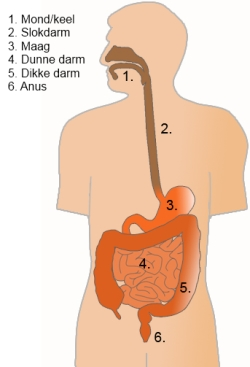 1. Mond/keel
2. Slokdarm
3. Maag
4. Dunne darm
5. Dikke darm
6. Anus
1.
2.
3.
4.
5.
6.